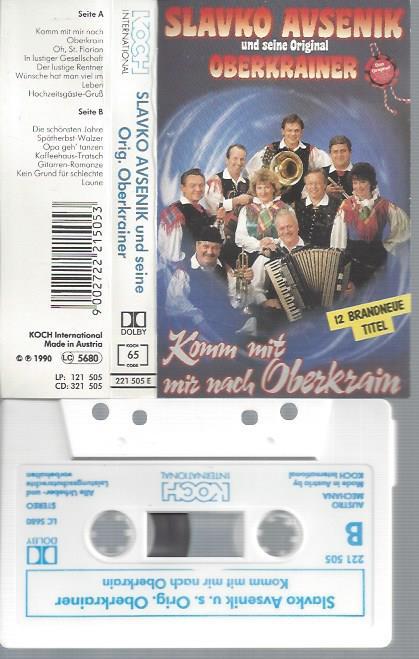 Seite A
Komm mit mir nach
Oberkrain
Oh, St. Florian
In lustiger Gesellschaft
Der lustige Rentner
Wünsche hat man viel im
Leben
Hochzeitsgäste-Gruß
Seite B
Die schönsten Jahre
Spätherbst-Walzer
Opa geh' tanzen
Kaffeehaus-Tratsch
Gitarren-Romanze
Kein Grund für schlechte
Laune
9002722215053
KOCH International
Made in Austria
© ℗ 1990 LC 5680
LP: 121 505
CD: 321 505
KOCH
INTERNATIONAL
SLAVKO AVSENIK und seine
Orig. Oberkrainer
DOLBY
KOCH
65
CODE
221 505 E
SLAVKO AVSENIK
und seine Original
OBERKRAINER
Das Original
12 BRANDNEUE
TITEL
Komm mit
mir nach Oberkrain
Slavko Avsenik u. s. Orig. Oberkrainer
Komm mir mir nach Oberkrain
221 505
B
DOLBY
LC 5680
STEREO
AUSTRO
MECHANA
Made in Austria by
KOCH International
KOCH
INTERNATIONAL
Alle Urheber- und
Leistungsschutzrechte
vorbehalten